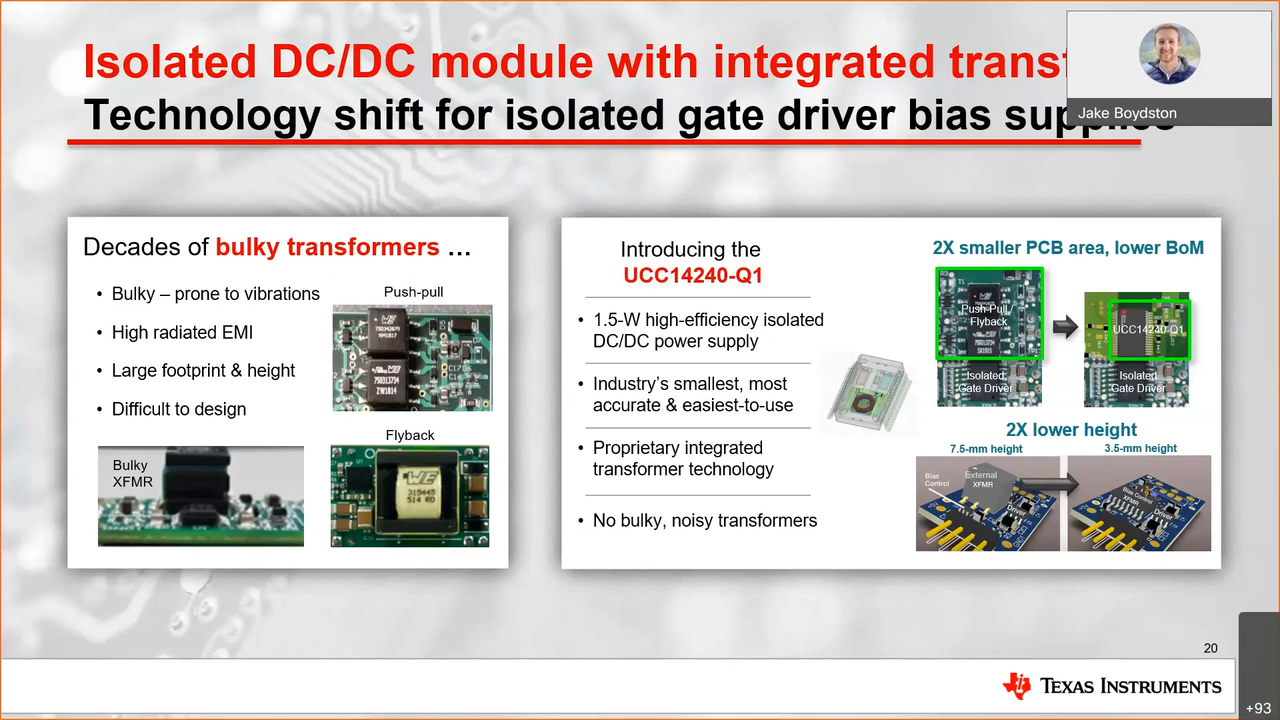 Isolated DC/DC module with integrated transf
Jake Boydston
Technology shift for isolated gate driver bias supplies
Decades of bulky transformers …
• Bulky – prone to vibrations
• High radiated EMI
• Large footprint & height
• Difficult to design
Push-pull
Flyback
Bulky
XFMR
Introducing the
UCC14240-Q1
• 1.5-W high-efficiency isolated
DC/DC power supply
• Industry's smallest, most
accurate & easiest-to-use
• Proprietary integrated
transformer technology
• No bulky, noisy transformers
2X smaller PCB area, lower BoM
Push-Pull /
Flyback
Isolated
Gate Driver
UCC14240-Q1
Isolated
Gate Driver
2X lower height
7.5-mm height
3.5-mm height
Bias
Control
External
XFMR
Driver
Bias Control
XFMR
Driver
20
TEXAS INSTRUMENTS
+93